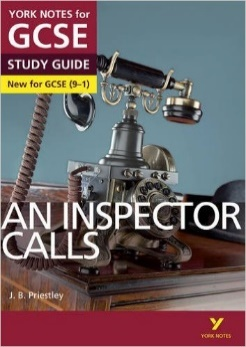 YORK NOTES for
GCSE
STUDY GUIDE
New for GCSE (9-1)
AN INSPECTOR
CALLS
J. B. Priestley
Y
YORK NOTES